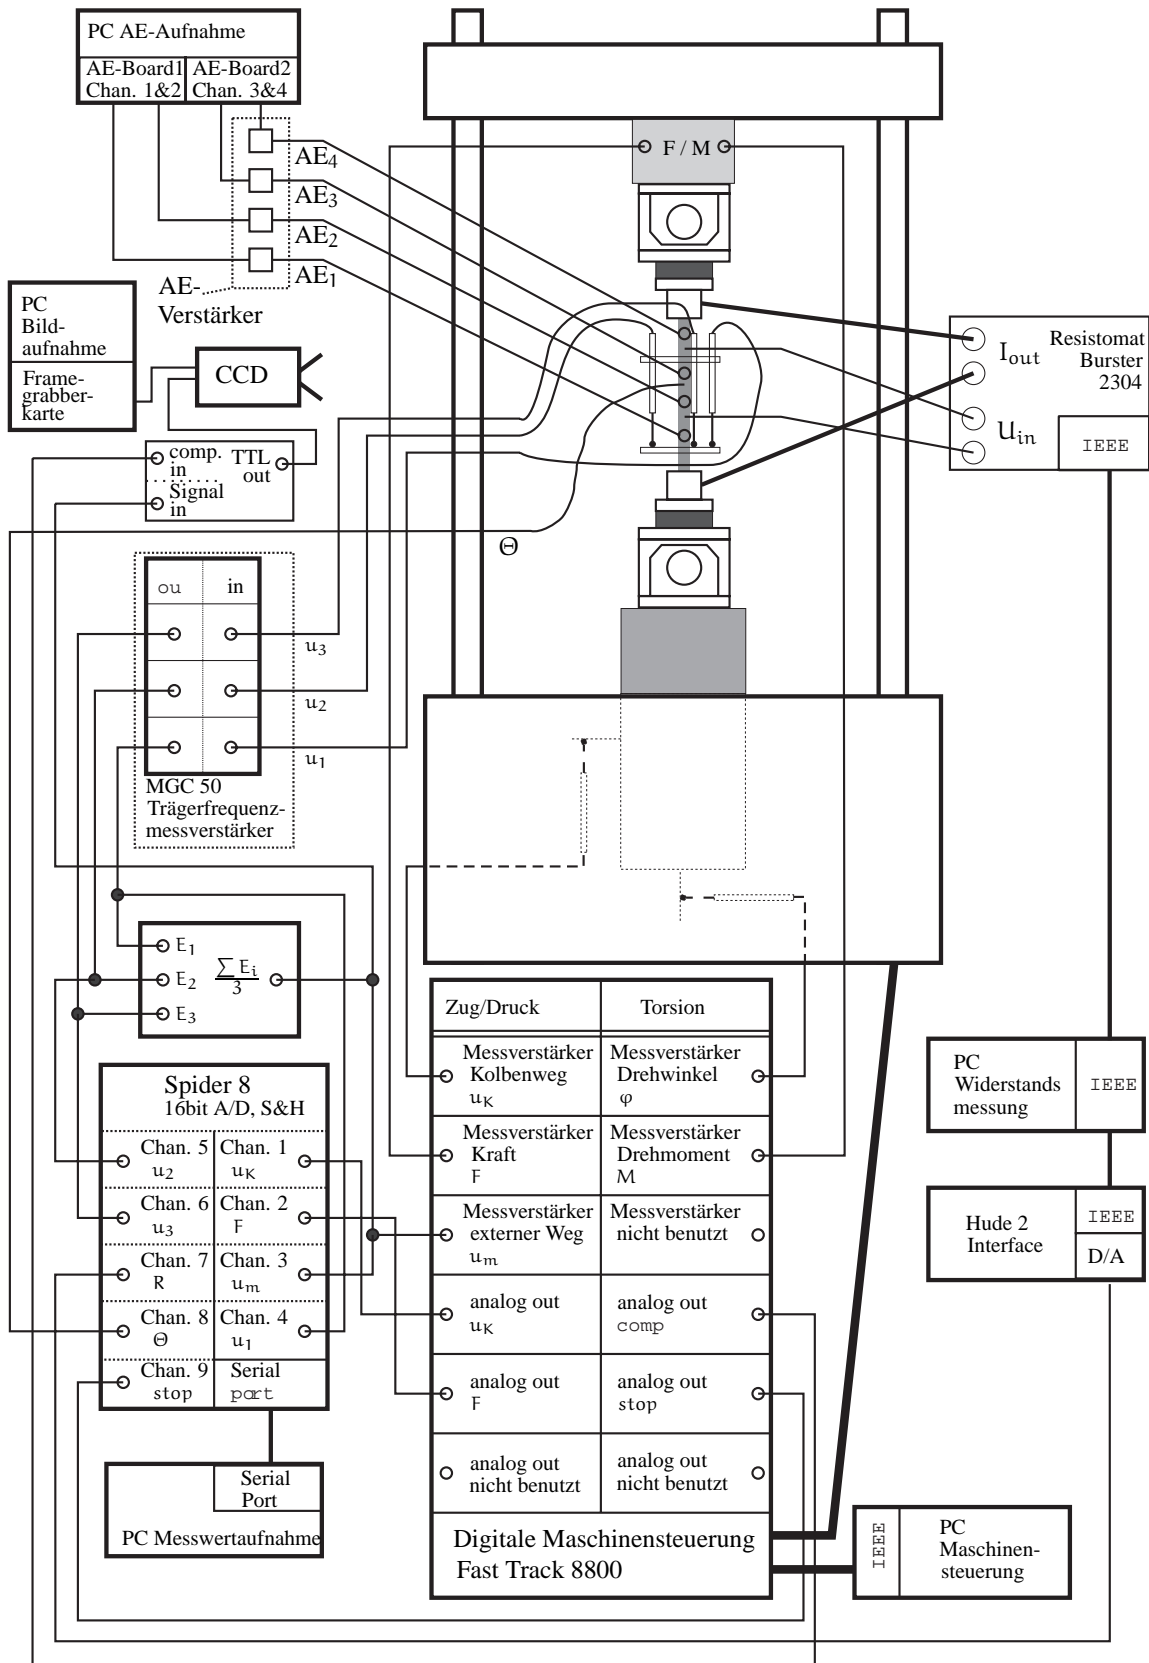 PC AE-Aufnahme
AE-Board1 AE-Board2
Chan. 1&2 Chan. 3&4
AE4
AE3
AE2
AE1
AE-
Verstärker
F / M
PC
Bild-
aufnahme
Frame-
grabber-
karte
CCD
comp.
in
TTL
out
Signal
in
Iout
Uin
Resistomat
Burster
2304
IEEE
Θ
ou in
u3
u2
u1
MGC 50
Trägerfrequenz-
messverstärker
E1
E2
E3
∑ Ei
3
Spider 8
16bit A/D, S&H
Chan. 5 Chan. 1
u2 uK
Chan. 6 Chan. 2
u3 F
Chan. 7 Chan. 3
R um
Chan. 8 Chan. 4
Θ u1
Chan. 9 Serial
stop part
Serial
Port
PC Messwertaufnahme
Zug/Druck Torsion
Messverstärker Messverstärker
Kolbenweg Drehwinkel
uK φ
Messverstärker Messverstärker
Kraft Drehmoment
F M
Messverstärker Messverstärker
externer Weg nicht benutzt
um
analog out analog out
uK comp
analog out analog out
F stop
analog out analog out
nicht benutzt nicht benutzt
Digitale Maschinensteuerung
Fast Track 8800
PC
Widerstands
messung
IEEE
Hude 2
Interface
IEEE
D/A
IEEE
PC
Maschinen-
steuerung